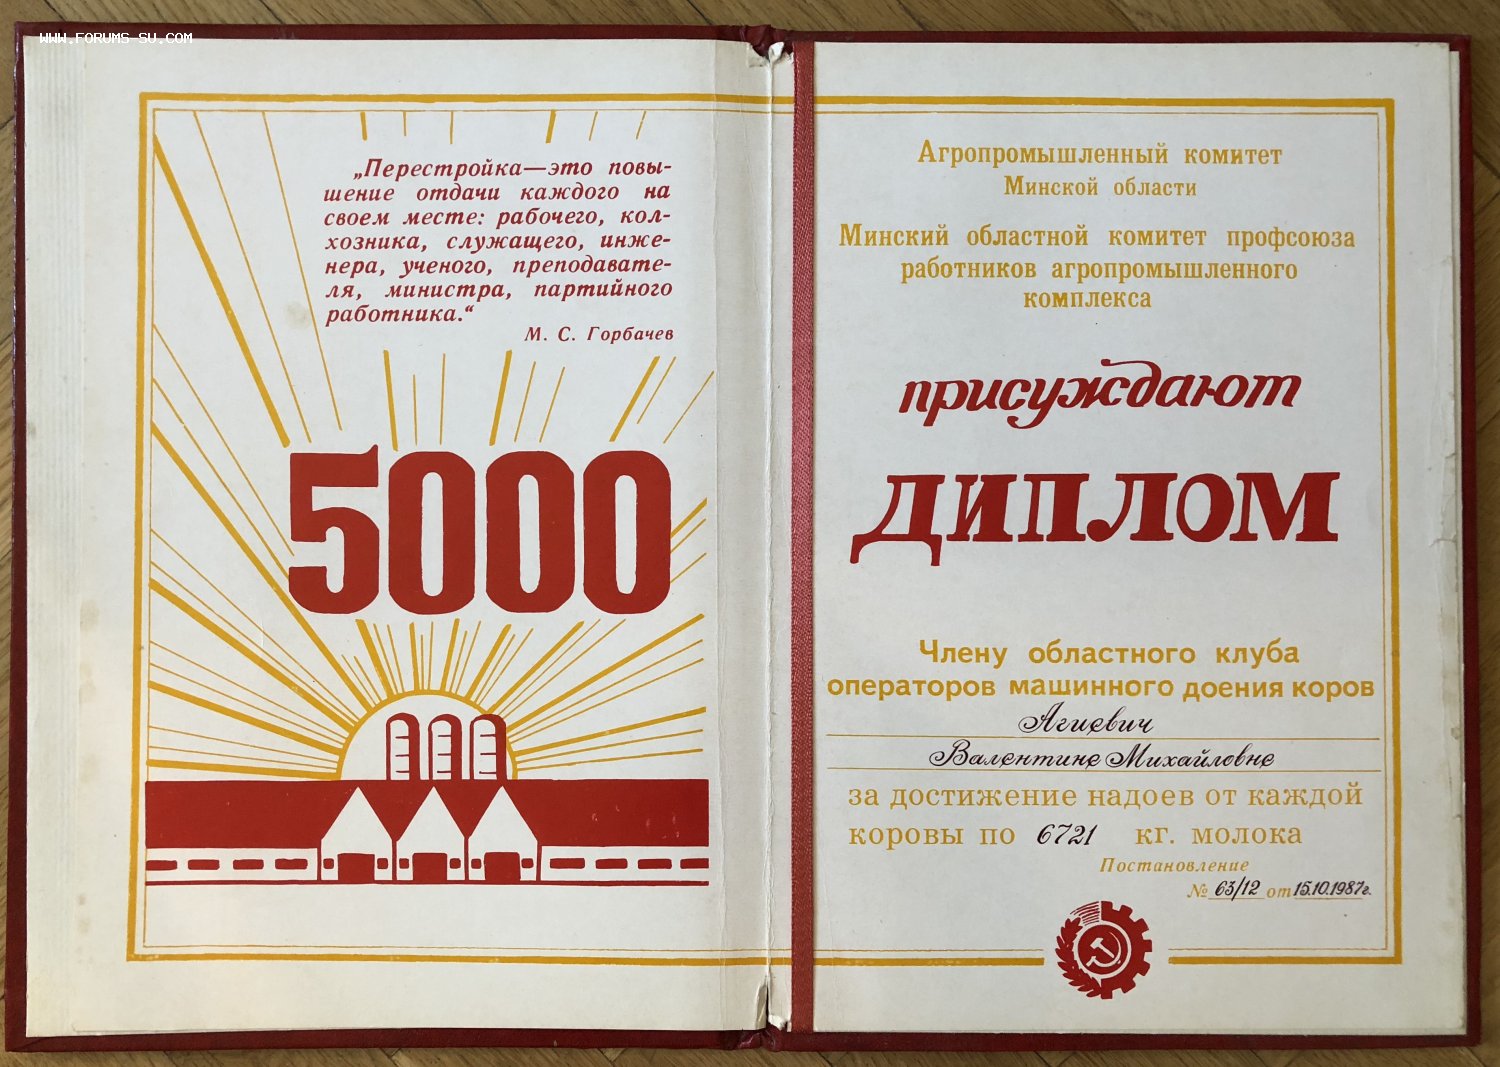 WWW.FORUMS-SU.COM
„Перестройка—это повы-
шение отдачи каждого на
своем месте: рабочего, кол-
хозника, служащего, инже-
нера, ученого, преподавате-
ля, министра, партийного
работника.“
М. С. Горбачев
5000
Агропромышленный комитет
Минской области
Минский областной комитет профсоюза
работников агропромышленного
комплекса
присуждают
ДИПЛОМ
Члену областного клуба
операторов машинного доения коров
Агиевич
Валентине Михайловне
за достижение надоев от каждой
коровы по 6721 кг. молока
Постановление
№ 63/12 от 15.10.1987г.